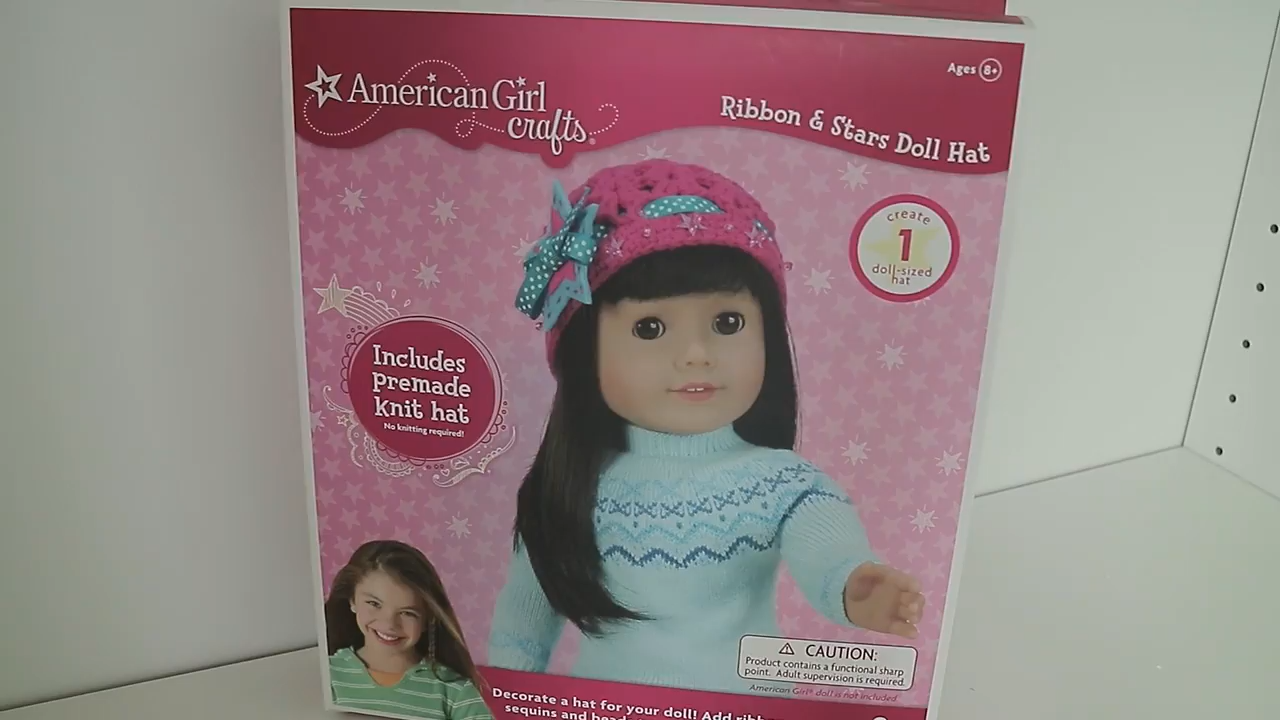 American Girl
crafts®
Ages 8+
Ribbon & Stars Doll Hat
create
1
doll-sized
hat
Includes
premade
knit hat
No knitting required!
⚠ CAUTION:
Product contains a functional sharp
point. Adult supervision is required.
American Girl® doll is not included.
Decorate a hat for your doll! Add
sequins and